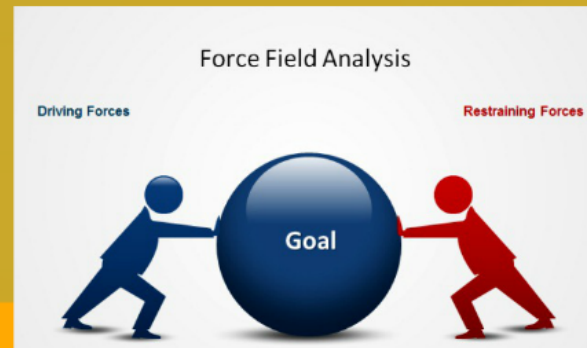 Force Field Analysis
Driving Forces
Restraining Forces
Goal